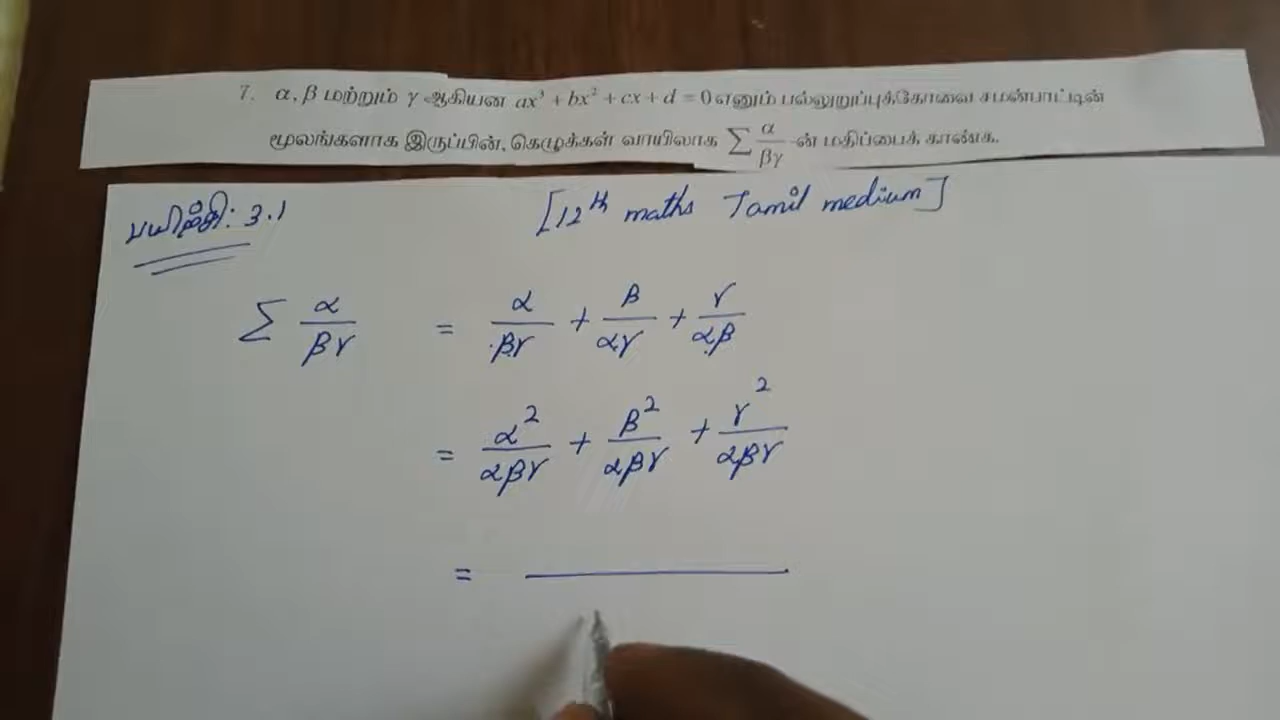 7. α, β மற்றும் γ ஆகியன ax³ + bx² + cx + d = 0 எனும் பல்லுறுப்புக்கோவை சமன்பாட்டின்
மூலங்களாக இருப்பின், கெழுக்கள் வாயிலாக ∑ α/βγ -ன் மதிப்பைக் காண்க.
பயிற்சி: 3.1
[12th maths Tamil medium]
∑ α/βγ = α/βγ + β/αγ + γ/αβ
= α²/αβγ + β²/αβγ + γ²/αβγ
=